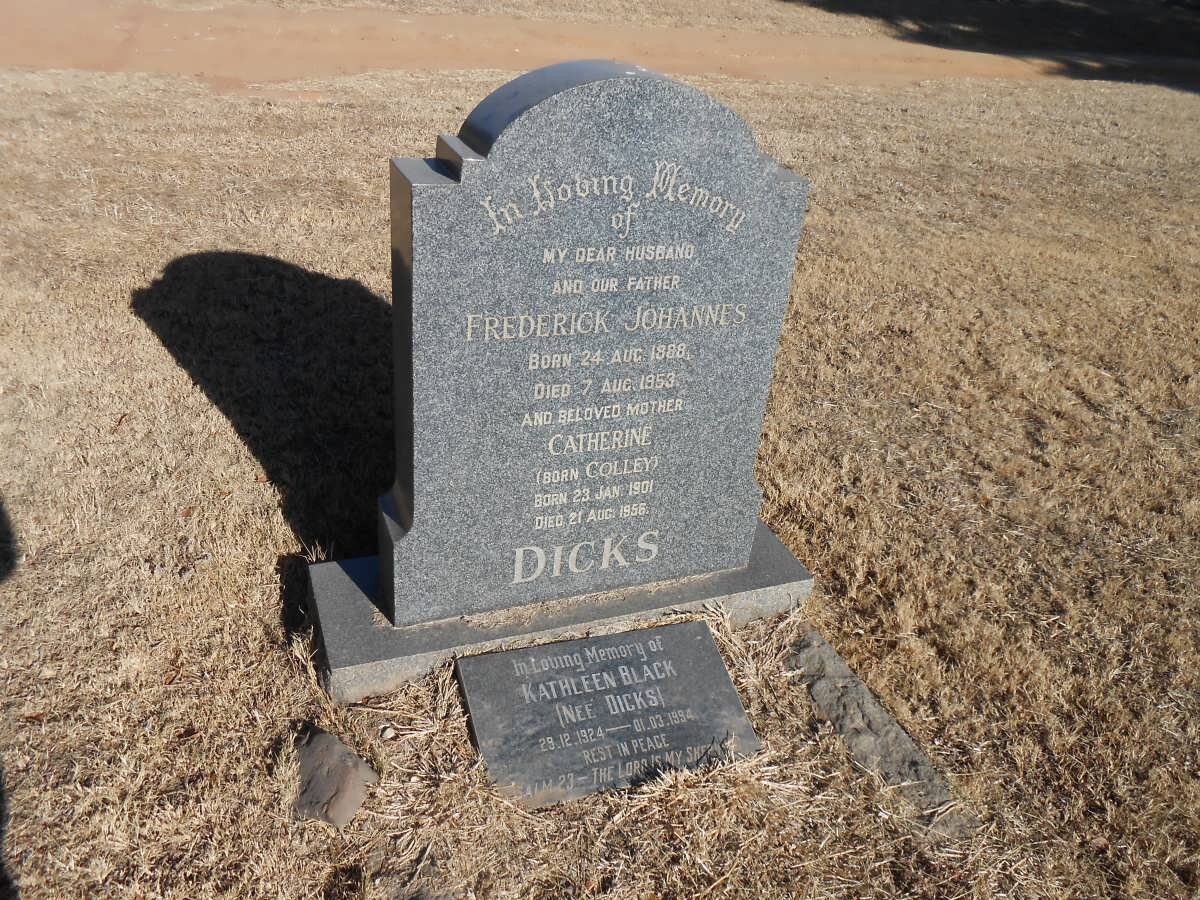 In Loving Memory
of
MY DEAR HUSBAND
AND OUR FATHER
FREDERICK JOHANNES
BORN 24 AUG. 1888,
DIED 7 AUG. 1953.
AND BELOVED MOTHER
CATHERINE
(BORN COLLEY)
BORN 23 JAN. 1901
DIED 21 AUG. 1956.
DICKS
In Loving Memory of
KATHLEEN BLACK
(NEE DICKS)
29.12.1924 — 01.03.1994
REST IN PEACE
23 - THE LORD IS MY